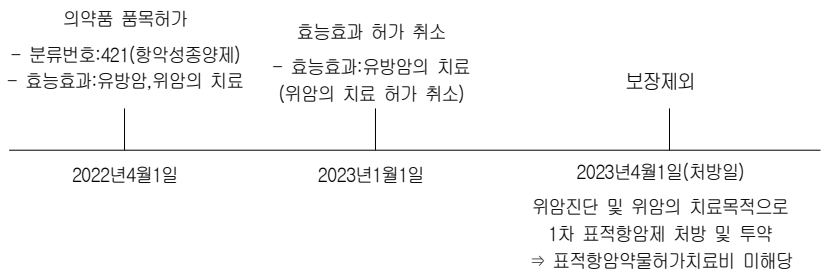 의약품 품목허가
- 분류번호:421(항악성종양제)
- 효능효과:유방암,위암의 치료
효능효과 허가 취소
- 효능효과:유방암의 치료
(위암의 치료 허가 취소)
보장제외
2022년4월1일
2023년1월1일
2023년4월1일(처방일)
위암진단 및 위암의 치료목적으로
1차 표적항암제 처방 및 투약
⇒ 표적항암약물허가치료비 미해당